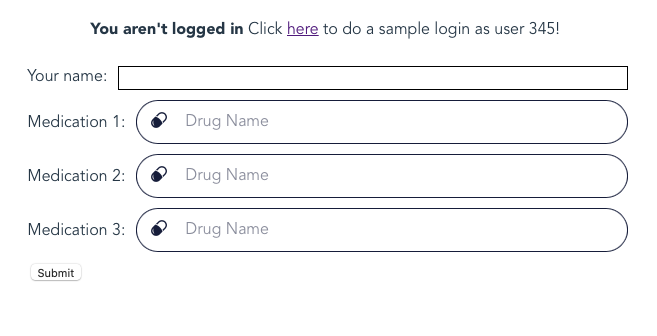 You aren't logged in Click here to do a sample login as user 345!
Your name:
Medication 1: Drug Name
Medication 2: Drug Name
Medication 3: Drug Name
Submit